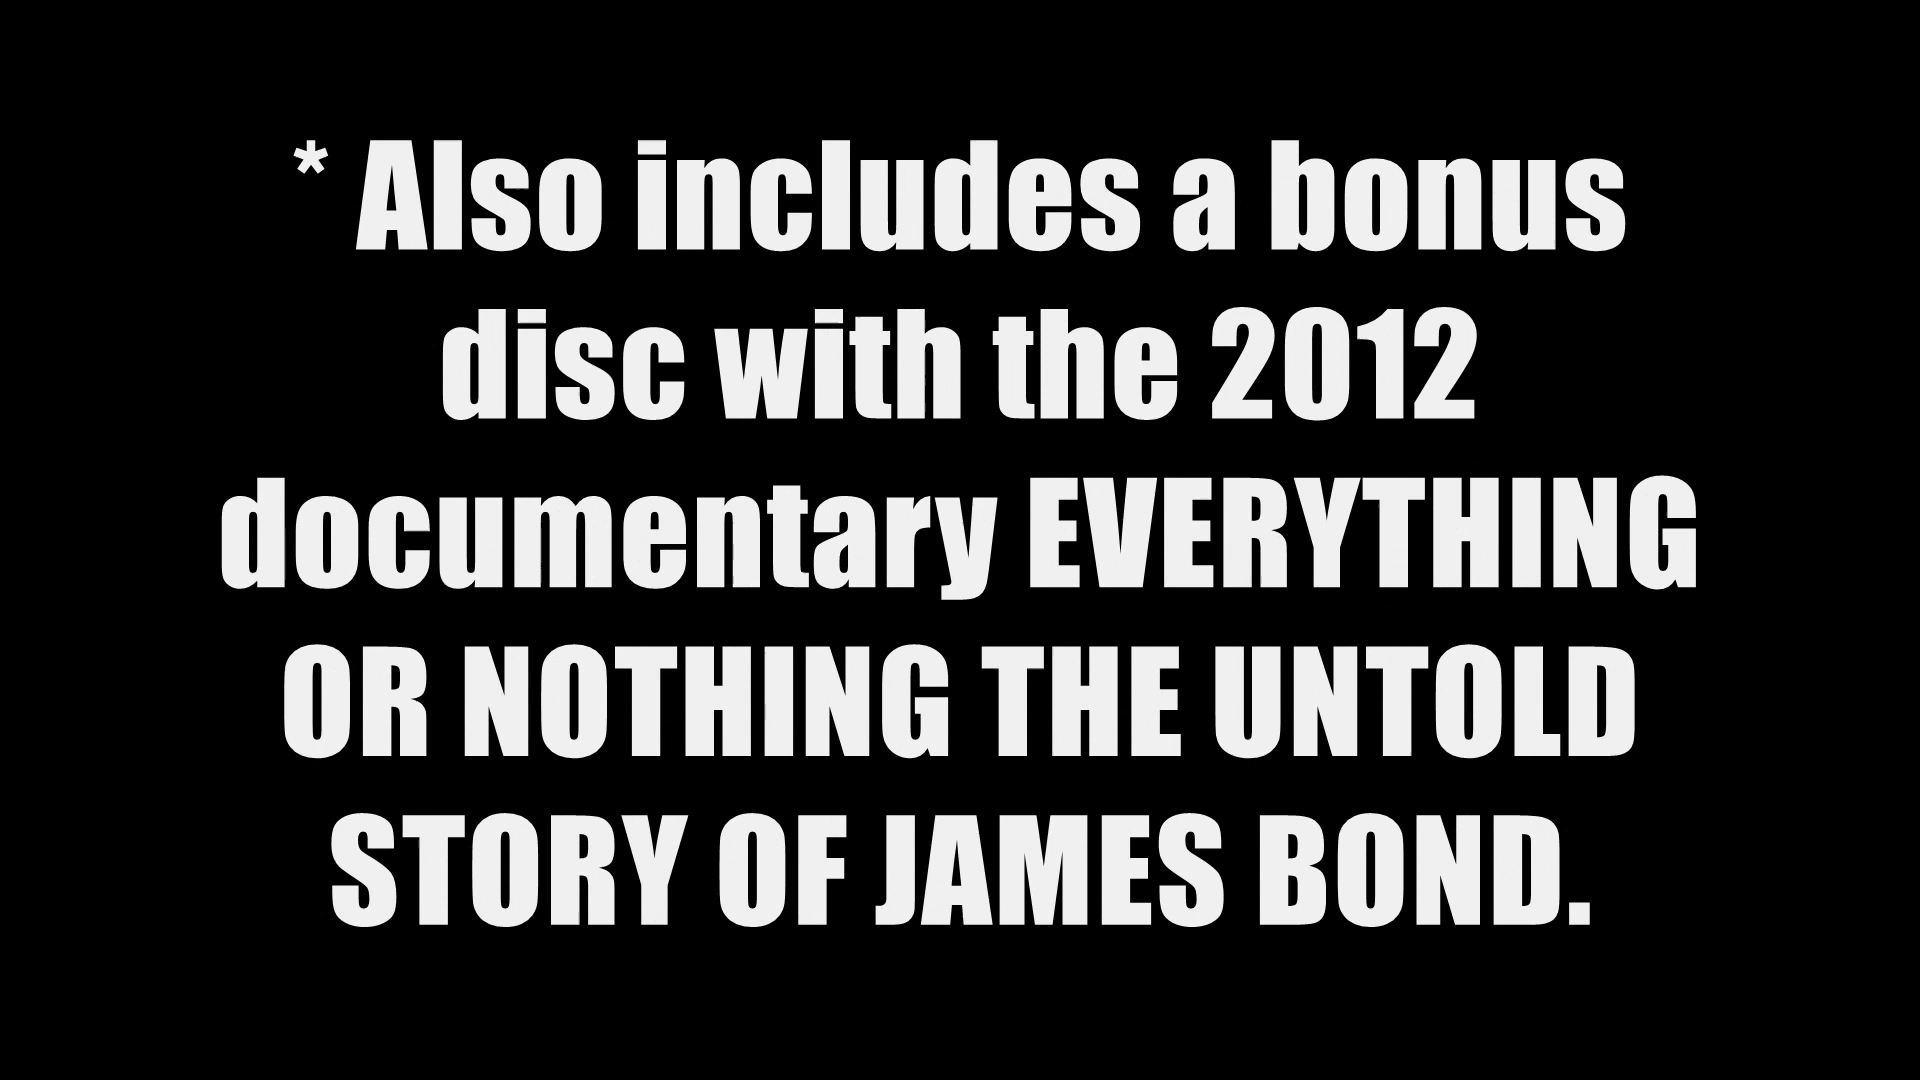 * Also includes a bonus
disc with the 2012
documentary EVERYTHING
OR NOTHING THE UNTOLD
STORY OF JAMES BOND.